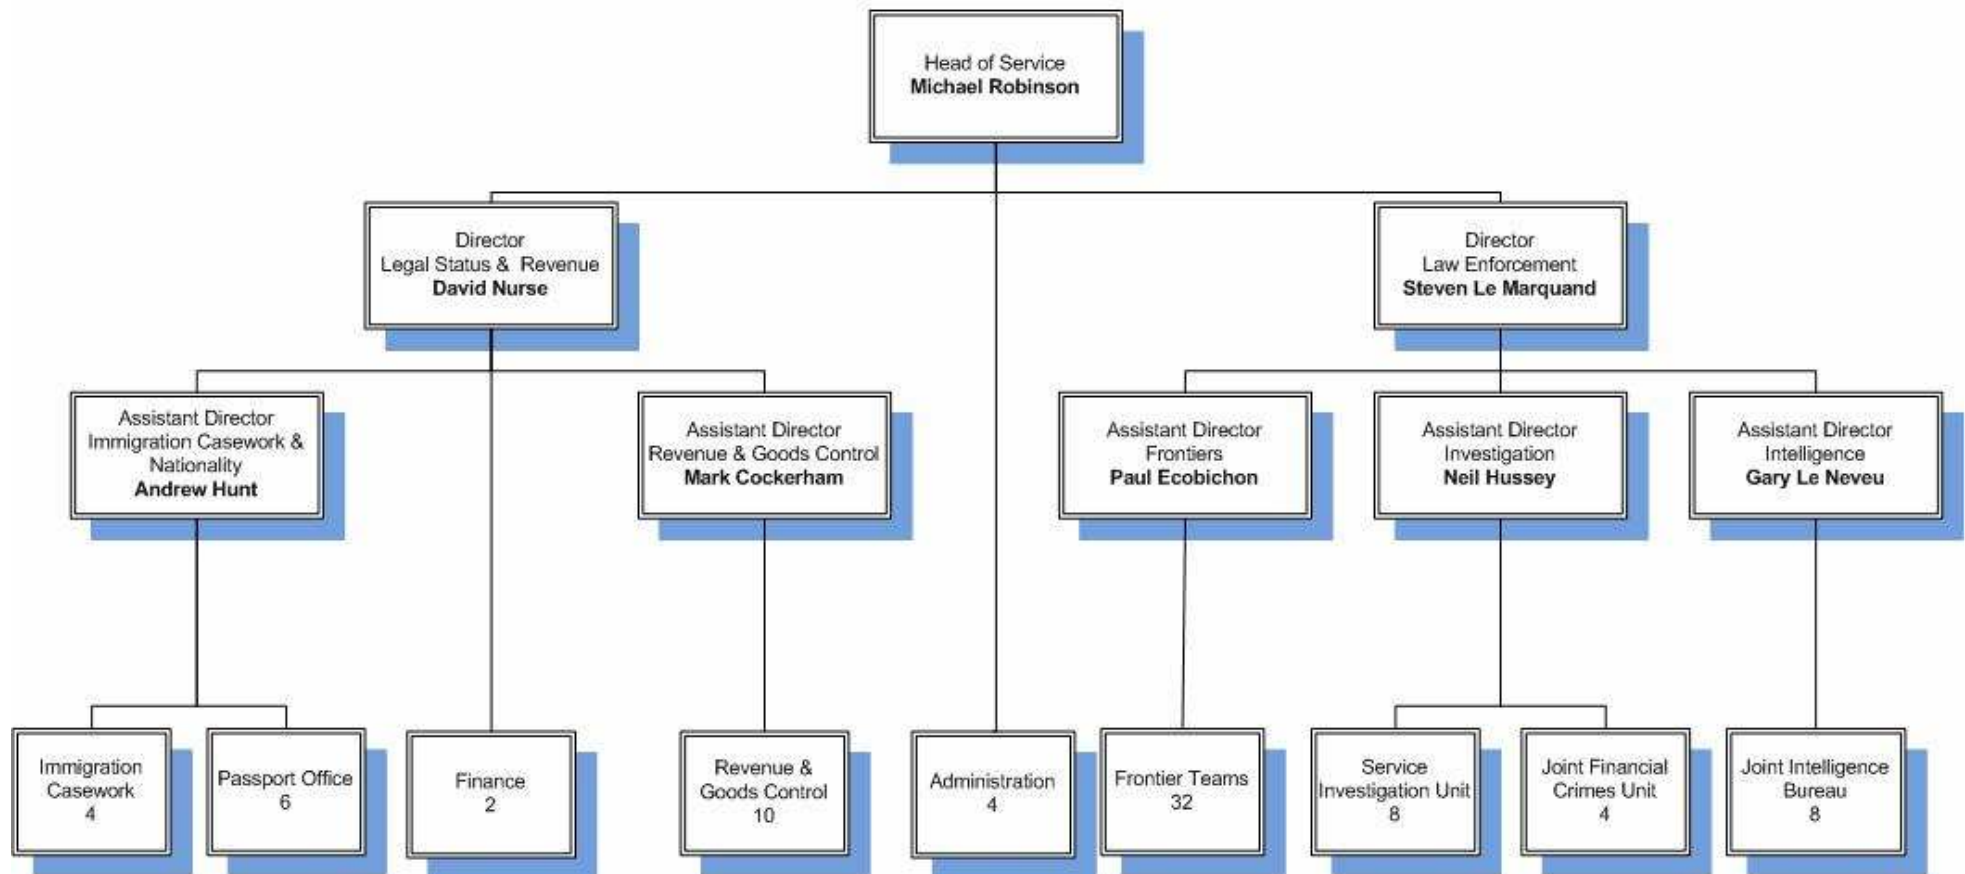 Head of Service
Michael Robinson
Director
Legal Status & Revenue
David Nurse
Director
Law Enforcement
Steven Le Marquand
Assistant Director
Immigration Casework &
Nationality
Andrew Hunt
Assistant Director
Revenue & Goods Control
Mark Cockerham
Assistant Director
Frontiers
Paul Ecobichon
Assistant Director
Investigation
Neil Hussey
Assistant Director
Intelligence
Gary Le Neveu
Immigration
Casework
4
Passport Office
6
Finance
2
Revenue &
Goods Control
10
Administration
4
Frontier Teams
32
Service
Investigation Unit
8
Joint Financial
Crimes Unit
4
Joint Intelligence
Bureau
8